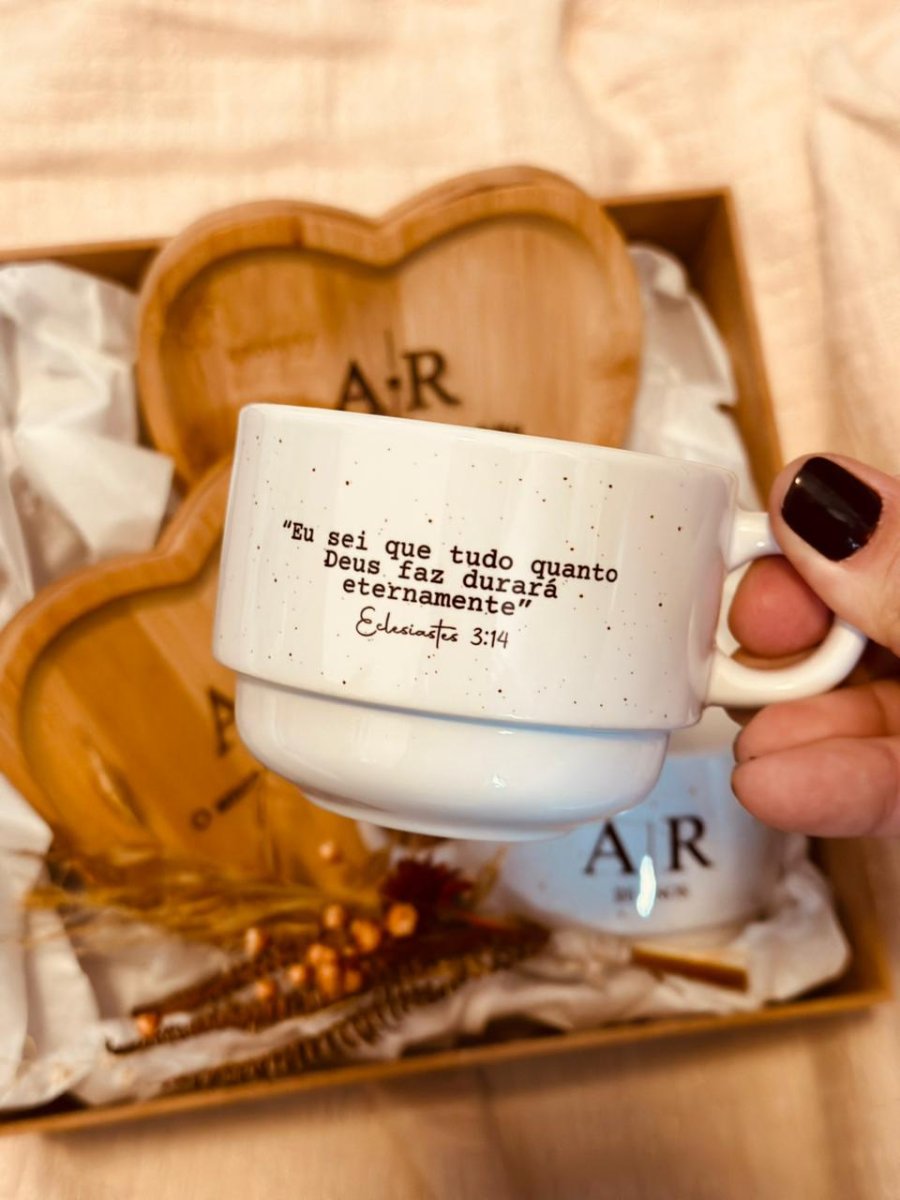 A R
“Eu sei que tudo quanto
Deus faz durará
eternamente”
Eclesiastes 3:14
A
A R